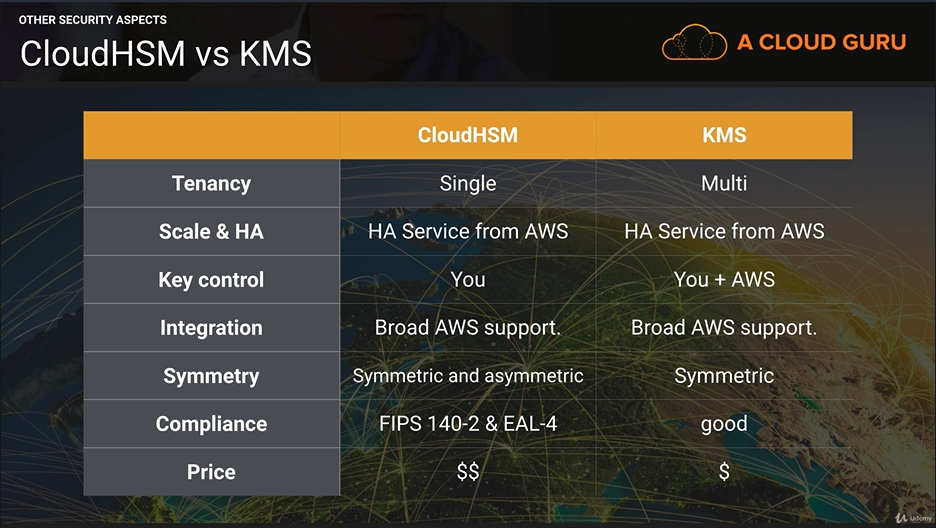 OTHER SECURITY ASPECTS
CloudHSM vs KMS
A CLOUD GURU
CloudHSM KMS
Tenancy Single Multi
Scale & HA HA Service from AWS HA Service from AWS
Key control You You + AWS
Integration Broad AWS support. Broad AWS support.
Symmetry Symmetric and asymmetric Symmetric
Compliance FIPS 140-2 & EAL-4 good
Price $$ $
Udemy